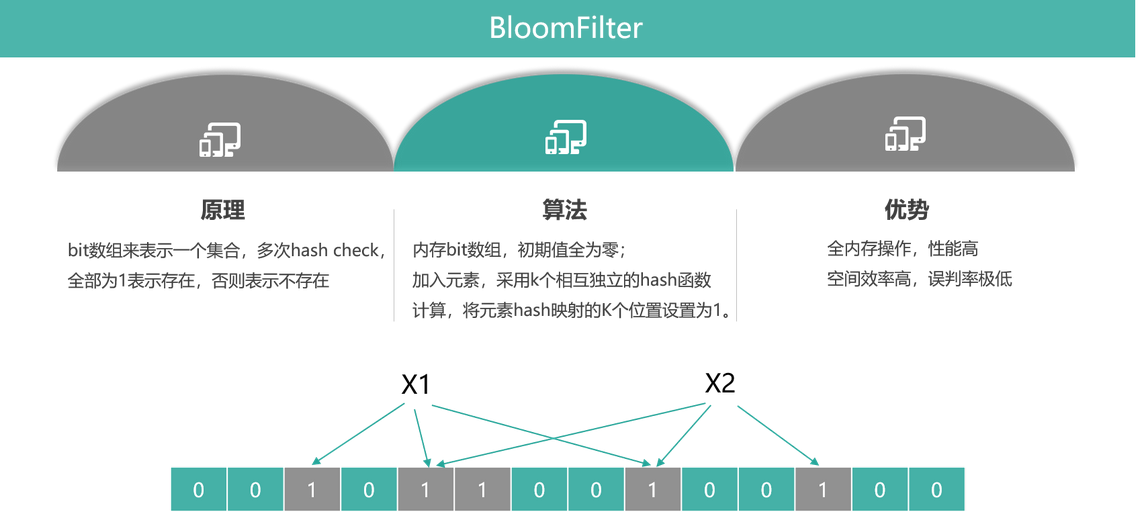 BloomFilter
原理
bit数组来表示一个集合，多次hash check，
全部为1表示存在，否则表示不存在
算法
内存bit数组，初期值全为零；
加入元素，采用k个相互独立的hash函数
计算，将元素hash映射的K个位置设置为1。
优势
全内存操作，性能高
空间效率高，误判率极低
X1 X2
0 0 1 0 1 1 0 0 1 0 0 1 0 0